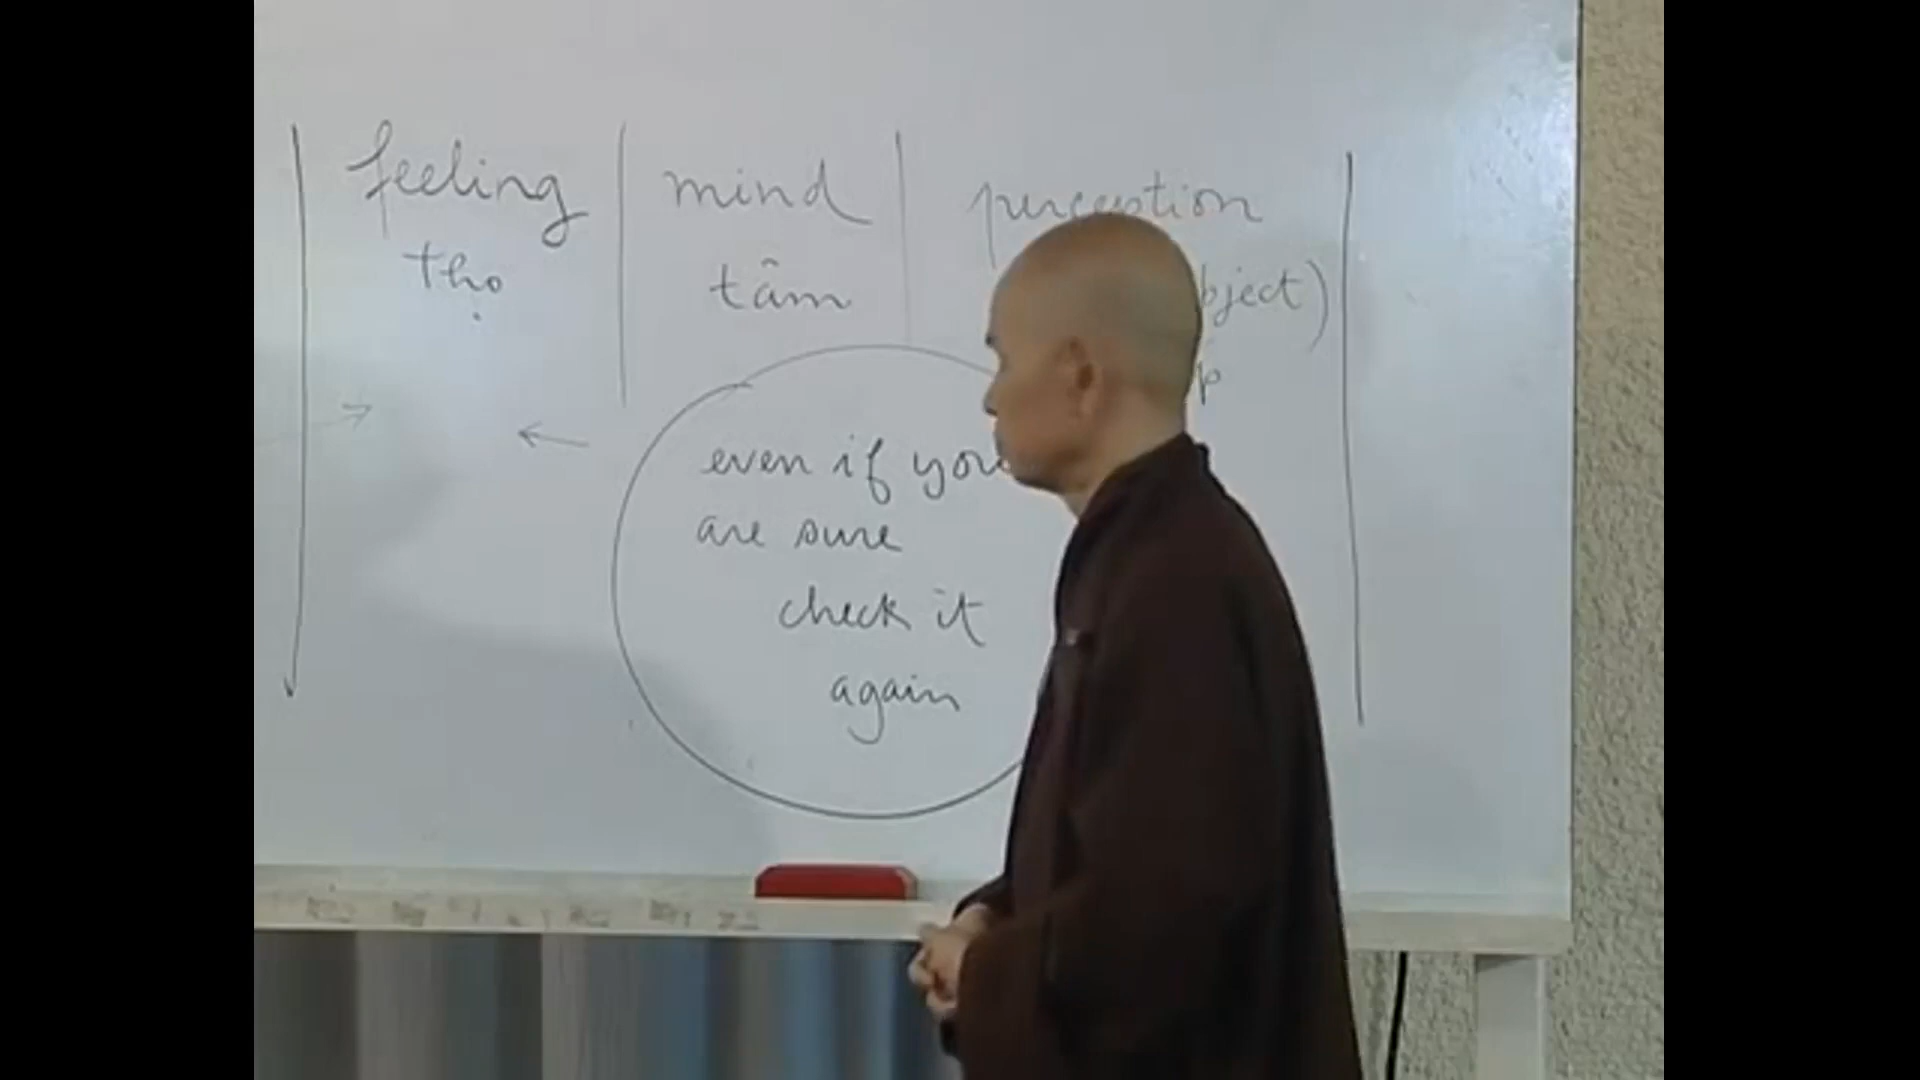 feeling
thọ
mind
tâm
perception
bject)
p
even if you
are sure
check it
again